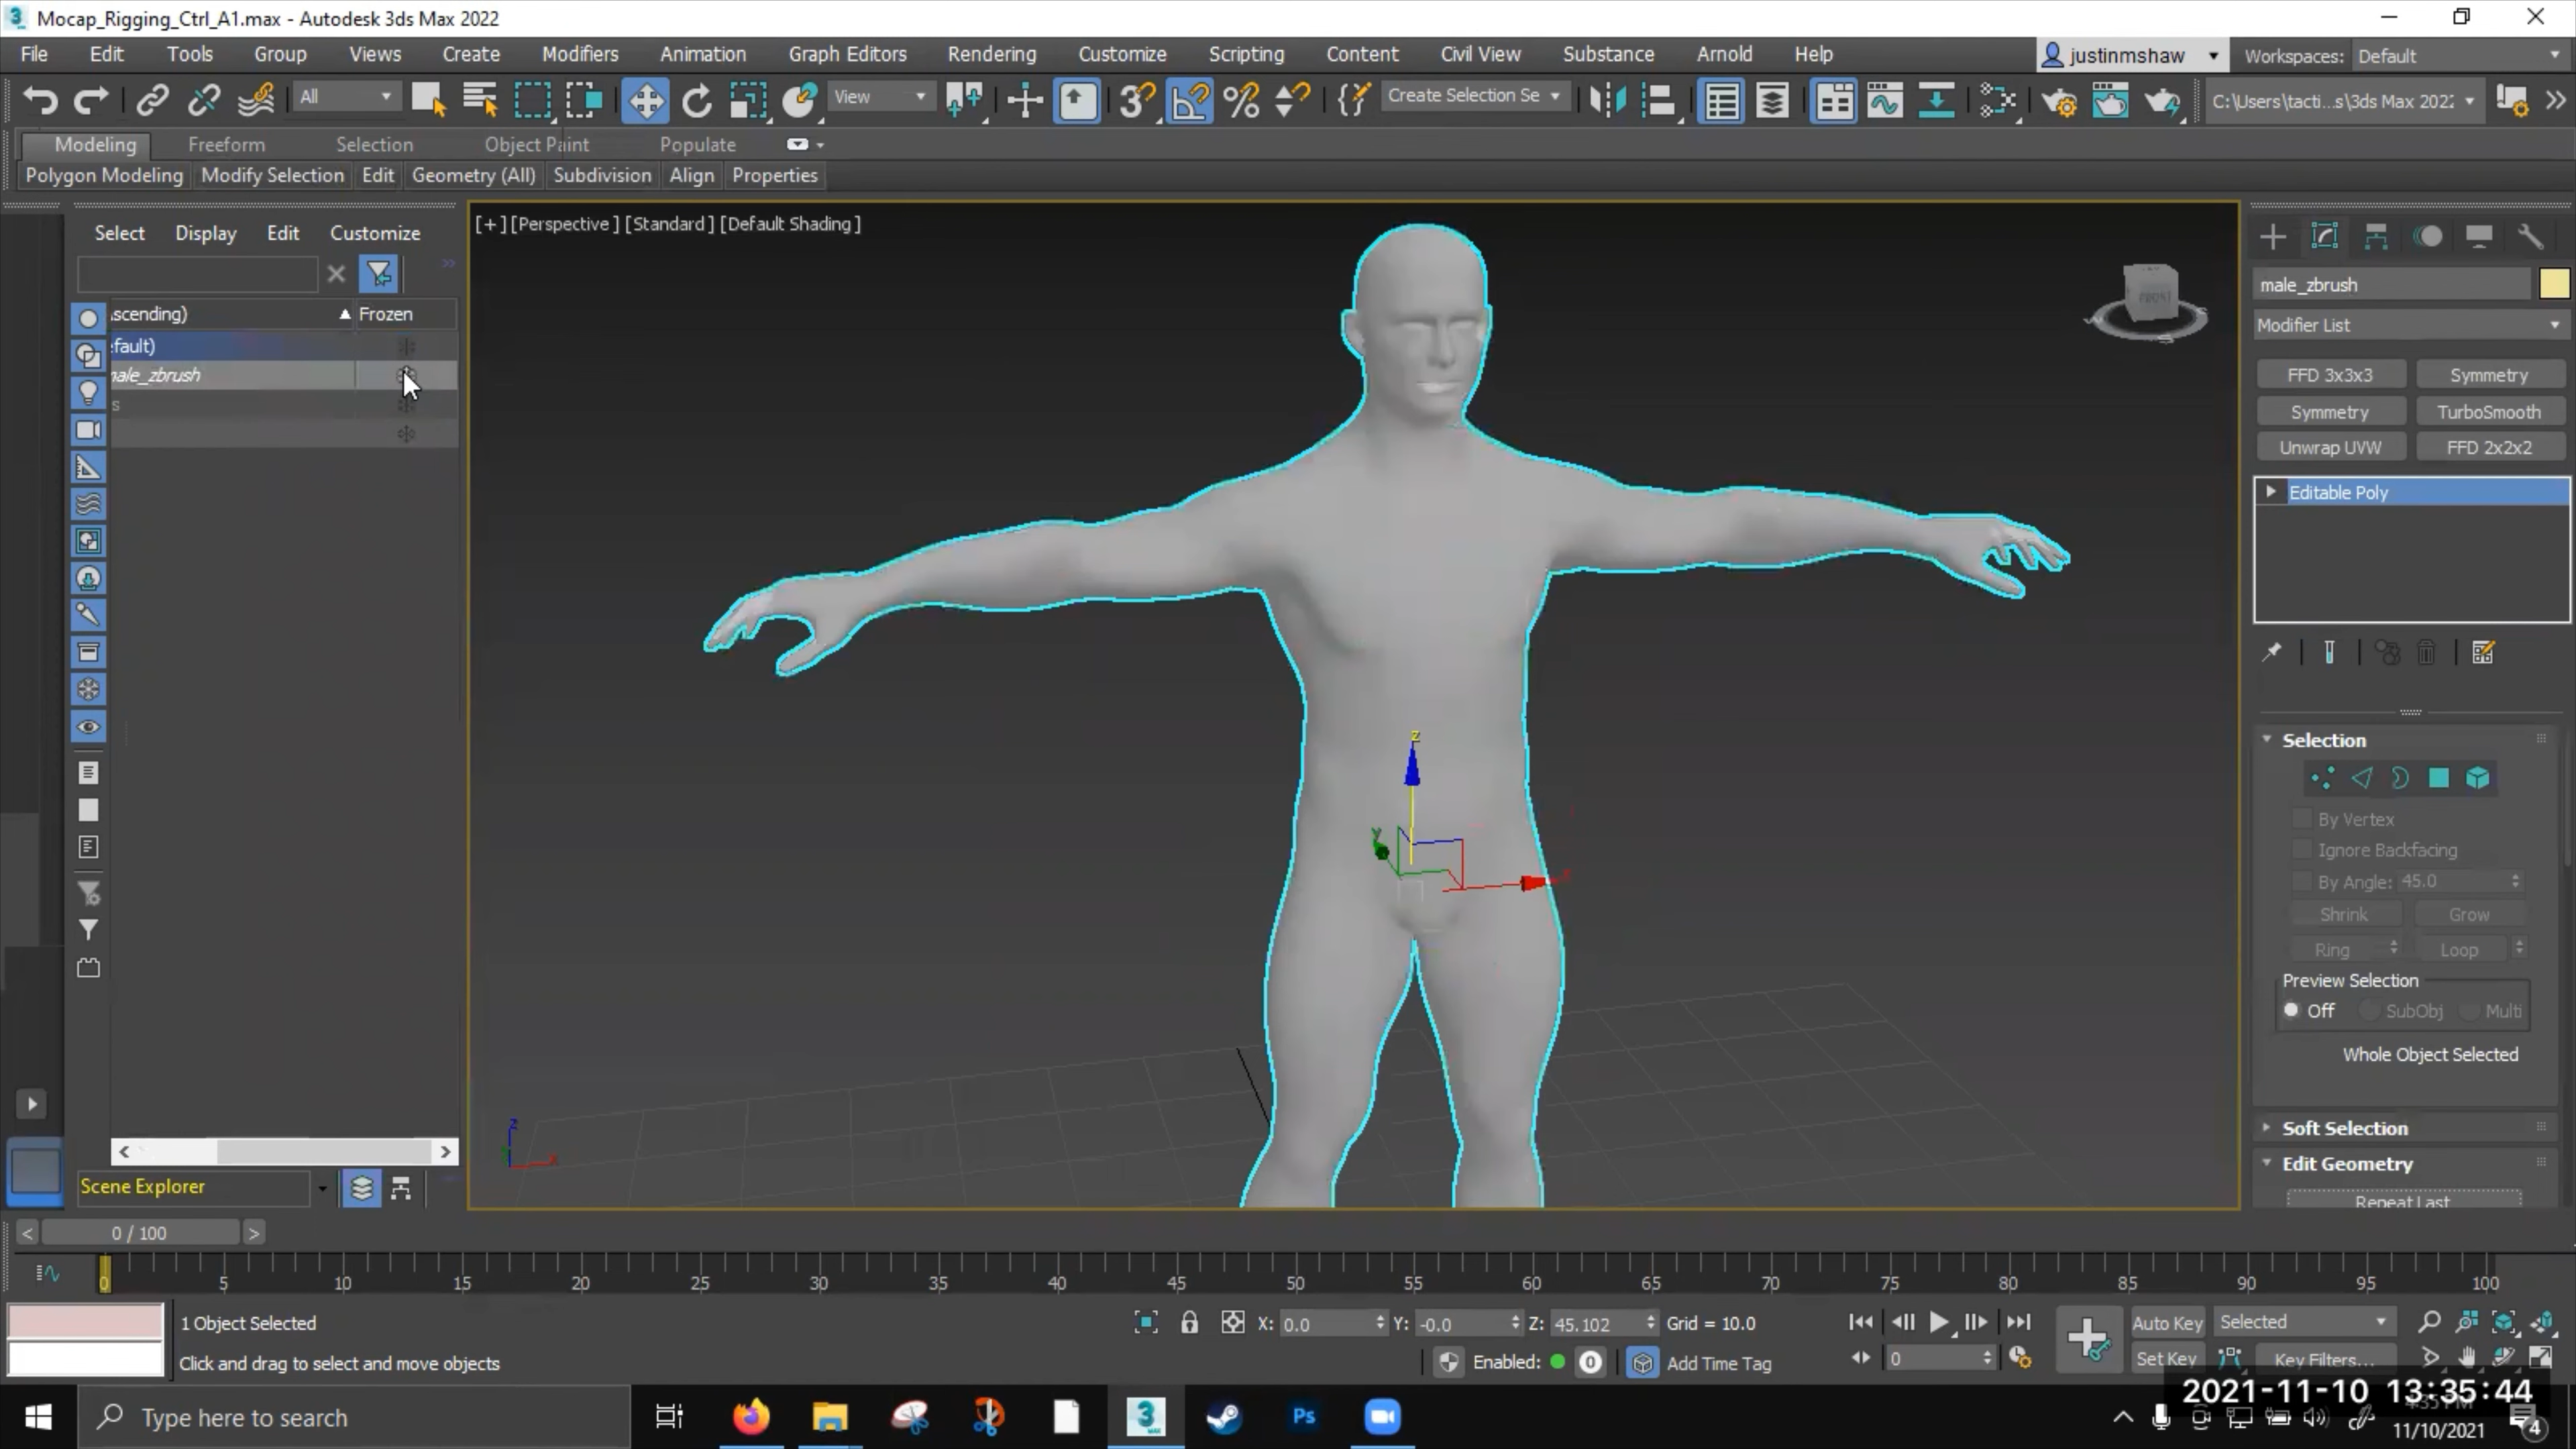 Mocap_Rigging_Ctrl_A1.max - Autodesk 3ds Max 2022
File Edit Tools Group Views Create Modifiers Animation Graph Editors Rendering Customize Scripting Content Civil View Substance Arnold Help justinmshaw Workspaces: Default
All View Create Selection Se C:\Users\tacti...s\3ds Max 2022
Modeling Freeform Selection Object Paint Populate
Polygon Modeling Modify Selection Edit Geometry (All) Subdivision Align Properties
Select Display Edit Customize
[+] [Perspective] [Standard] [Default Shading]
scending) Frozen
fault)
male_zbrush
s
FRONT
male_zbrush
Modifier List
FFD 3x3x3 Symmetry
Symmetry TurboSmooth
Unwrap UVW FFD 2x2x2
Editable Poly
Selection
By Vertex
Ignore Backfacing
By Angle: 45.0
Shrink Grow
Ring Loop
Preview Selection
Off SubObj Multi
Whole Object Selected
Soft Selection
Edit Geometry
Repeat Last
z
y
x
z
x
Scene Explorer
< 0 / 100 >
0 5 10 15 20 25 30 35 40 45 50 55 60 65 70 75 80 85 90 95 100
1 Object Selected X: 0.0 Y: -0.0 Z: 45.102 Grid = 10.0 Auto Key Selected
Click and drag to select and move objects Enabled: 0 Add Time Tag 0 Set Key Key Filters...
2021-11-10 13:35:44
Type here to search
3
MAX
Ps
4:35 PM
11/10/2021
4